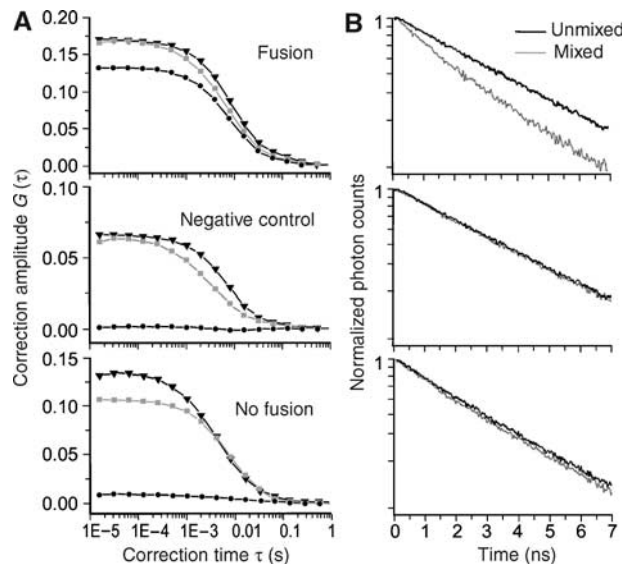 A
Fusion
0.20
0.15
0.10
0.05
0.00
Negative control
0.10
0.05
0.00
No fusion
0.15
0.10
0.05
0.00
1E-5 1E-4 1E-3 0.01 0.1 1
Correction time τ (s)
Correction amplitude G (τ)
B
Unmixed
Mixed
1
1
1
0 1 2 3 4 5 6 7
Time (ns)
Normalized photon counts